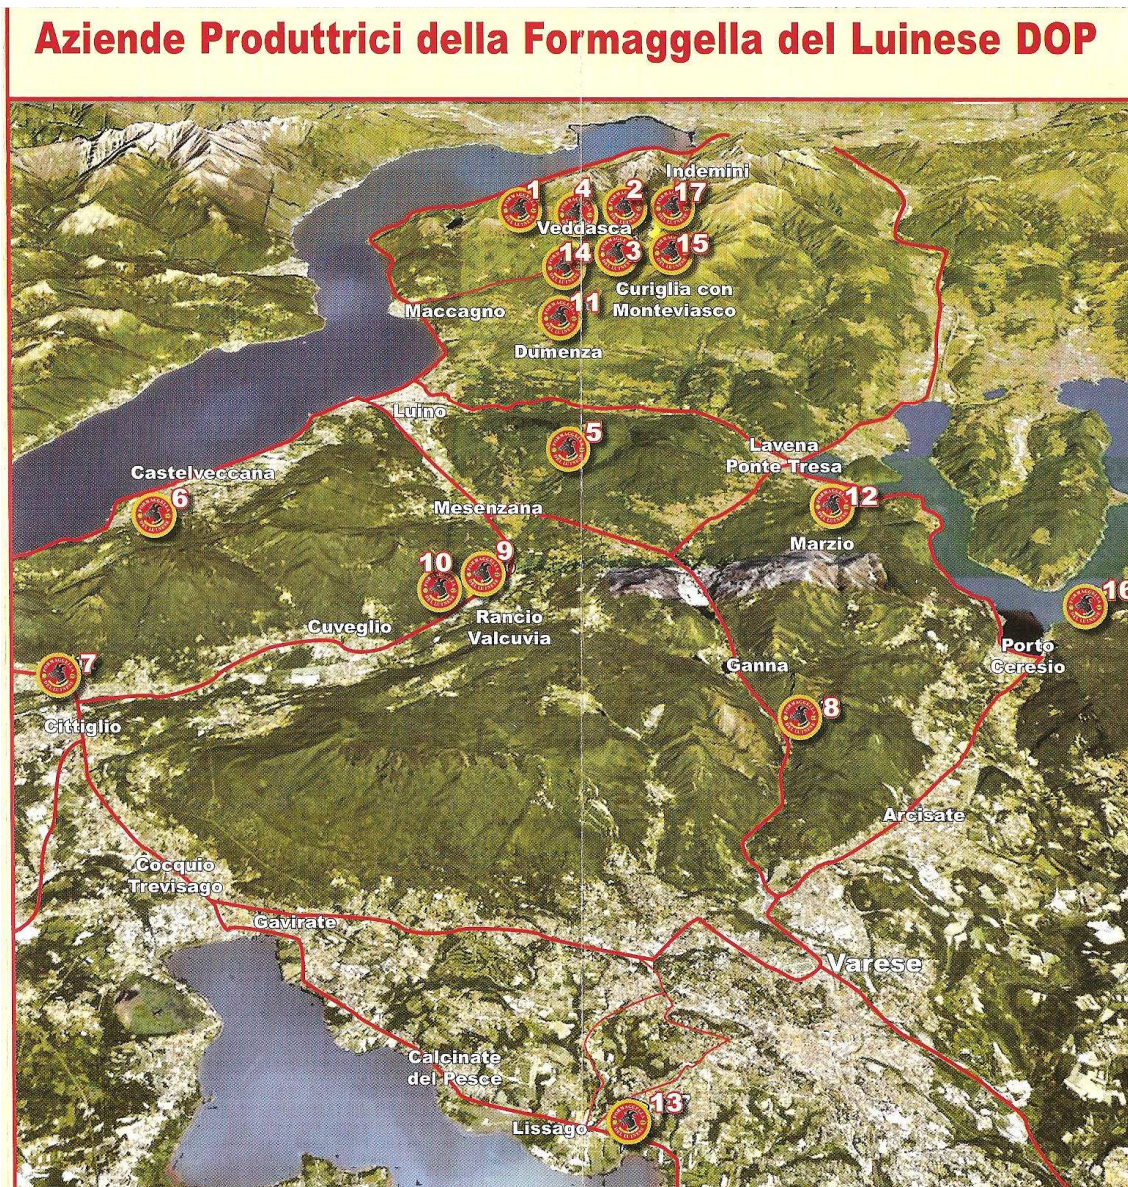 Aziende Produttrici della Formaggella del Luinese DOP
Indemini
1
4
2
17
Veddasca
14
3
15
Curiglia con
Monteviasco
Maccagno
11
Dumenza
Luino
5
Lavena
Ponte Tresa
Castelveccana
6
12
Mesenzana
Marzio
10
9
16
Rancio
Valcuvia
Cuveglio
Porto
Ceresio
7
Ganna
8
Cittiglio
Arcisate
Cocquio
Trevisago
Gavirate
Varese
Calcinate
del Pesce
13
Lissago